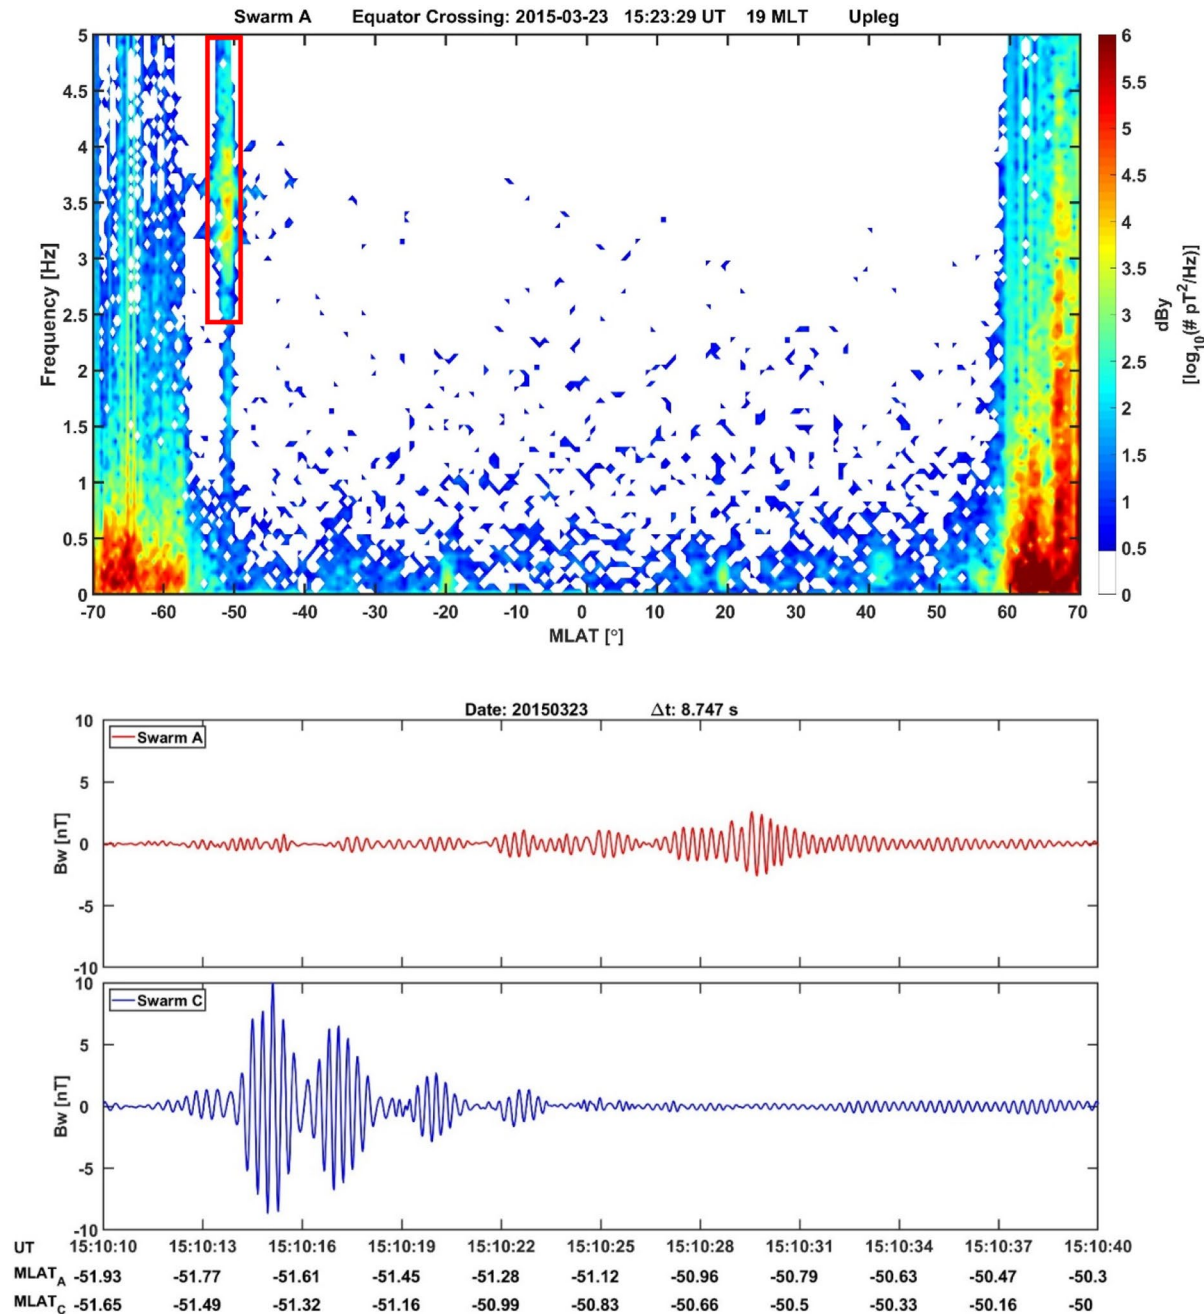 Swarm A Equator Crossing: 2015-03-23 15:23:29 UT 19 MLT Upleg
5
4.5
4
3.5
3
2.5
2
1.5
1
0.5
0
Frequency [Hz]
-70 -60 -50 -40 -30 -20 -10 0 10 20 30 40 50 60 70
MLAT [°]
6
5.5
5
4.5
4
3.5
3
2.5
2
1.5
1
0.5
0
dBy
[log10(# pT²/Hz)]
Date: 20150323 Δt: 8.747 s
10
5
0
-5
-10
Bw [nT]
Swarm A
10
5
0
-5
-10
Bw [nT]
Swarm C
UT 15:10:10 15:10:13 15:10:16 15:10:19 15:10:22 15:10:25 15:10:28 15:10:31 15:10:34 15:10:37 15:10:40
MLAT_A -51.93 -51.77 -51.61 -51.45 -51.28 -51.12 -50.96 -50.79 -50.63 -50.47 -50.3
MLAT_C -51.65 -51.49 -51.32 -51.16 -50.99 -50.83 -50.66 -50.5 -50.33 -50.16 -50